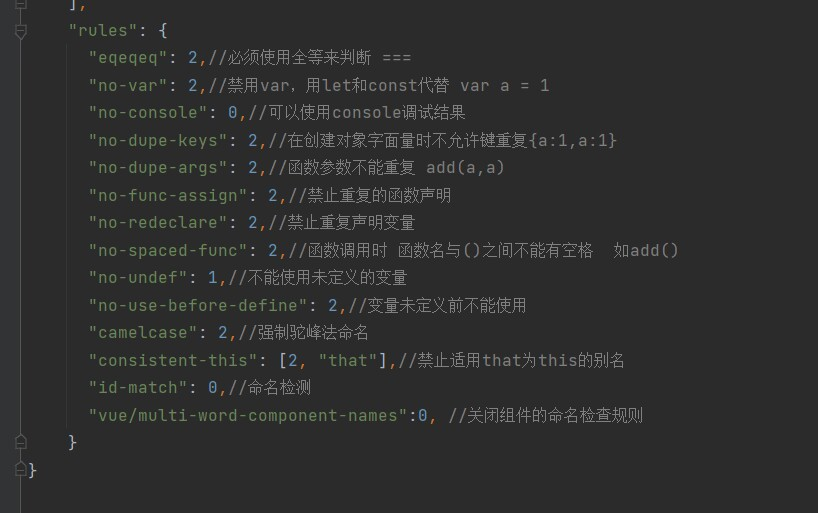 ],
"rules": {
"eqeqeq": 2,//必须使用全等来判断 ===
"no-var": 2,//禁用var，用let和const代替 var a = 1
"no-console": 0,//可以使用console调试结果
"no-dupe-keys": 2,//在创建对象字面量时不允许键重复{a:1,a:1}
"no-dupe-args": 2,//函数参数不能重复 add(a,a)
"no-func-assign": 2,//禁止重复的函数声明
"no-redeclare": 2,//禁止重复声明变量
"no-spaced-func": 2,//函数调用时 函数名与()之间不能有空格  如add()
"no-undef": 1,//不能使用未定义的变量
"no-use-before-define": 2,//变量未定义前不能使用
"camelcase": 2,//强制驼峰法命名
"consistent-this": [2, "that"],//禁止适用that为this的别名
"id-match": 0,//命名检测
"vue/multi-word-component-names":0, //关闭组件的命名检查规则
}
}